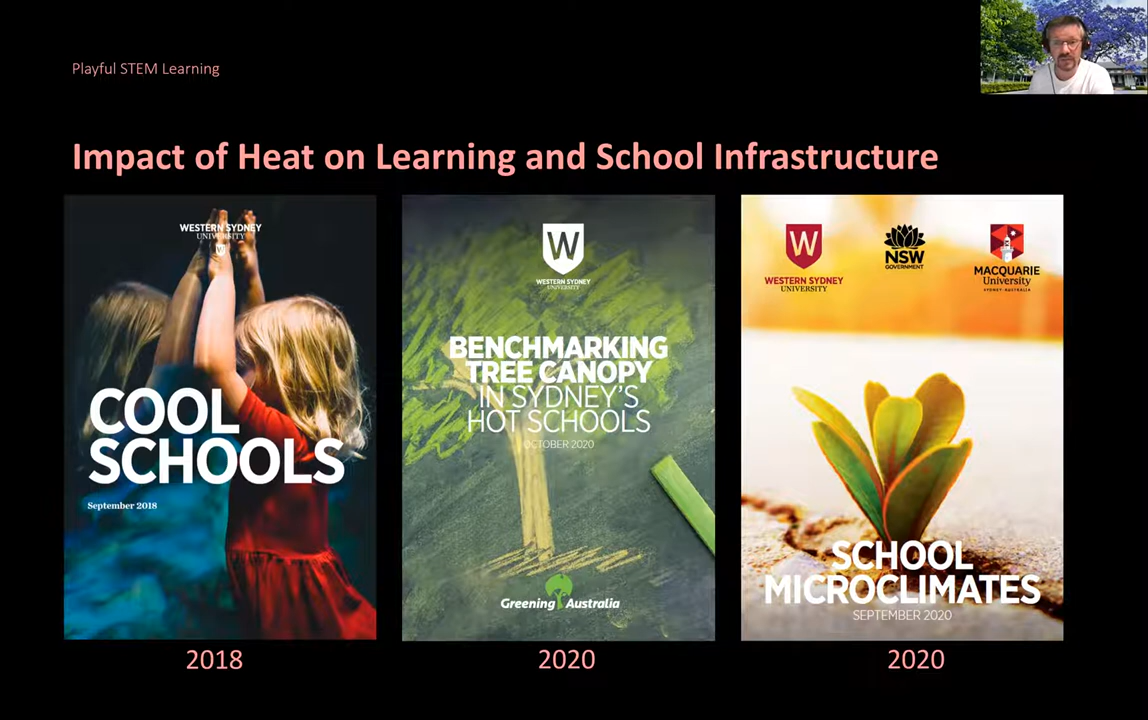 Playful STEM Learning
Impact of Heat on Learning and School Infrastructure
WESTERN SYDNEY
UNIVERSITY
W
COOL
SCHOOLS
September 2018
2018
W
WESTERN SYDNEY
UNIVERSITY
BENCHMARKING
TREE CANOPY
IN SYDNEY'S
HOT SCHOOLS
OCTOBER 2020
Greening Australia
2020
W
WESTERN SYDNEY
UNIVERSITY
NSW
GOVERNMENT
MACQUARIE
University
SYDNEY · AUSTRALIA
SCHOOL
MICROCLIMATES
SEPTEMBER 2020
2020